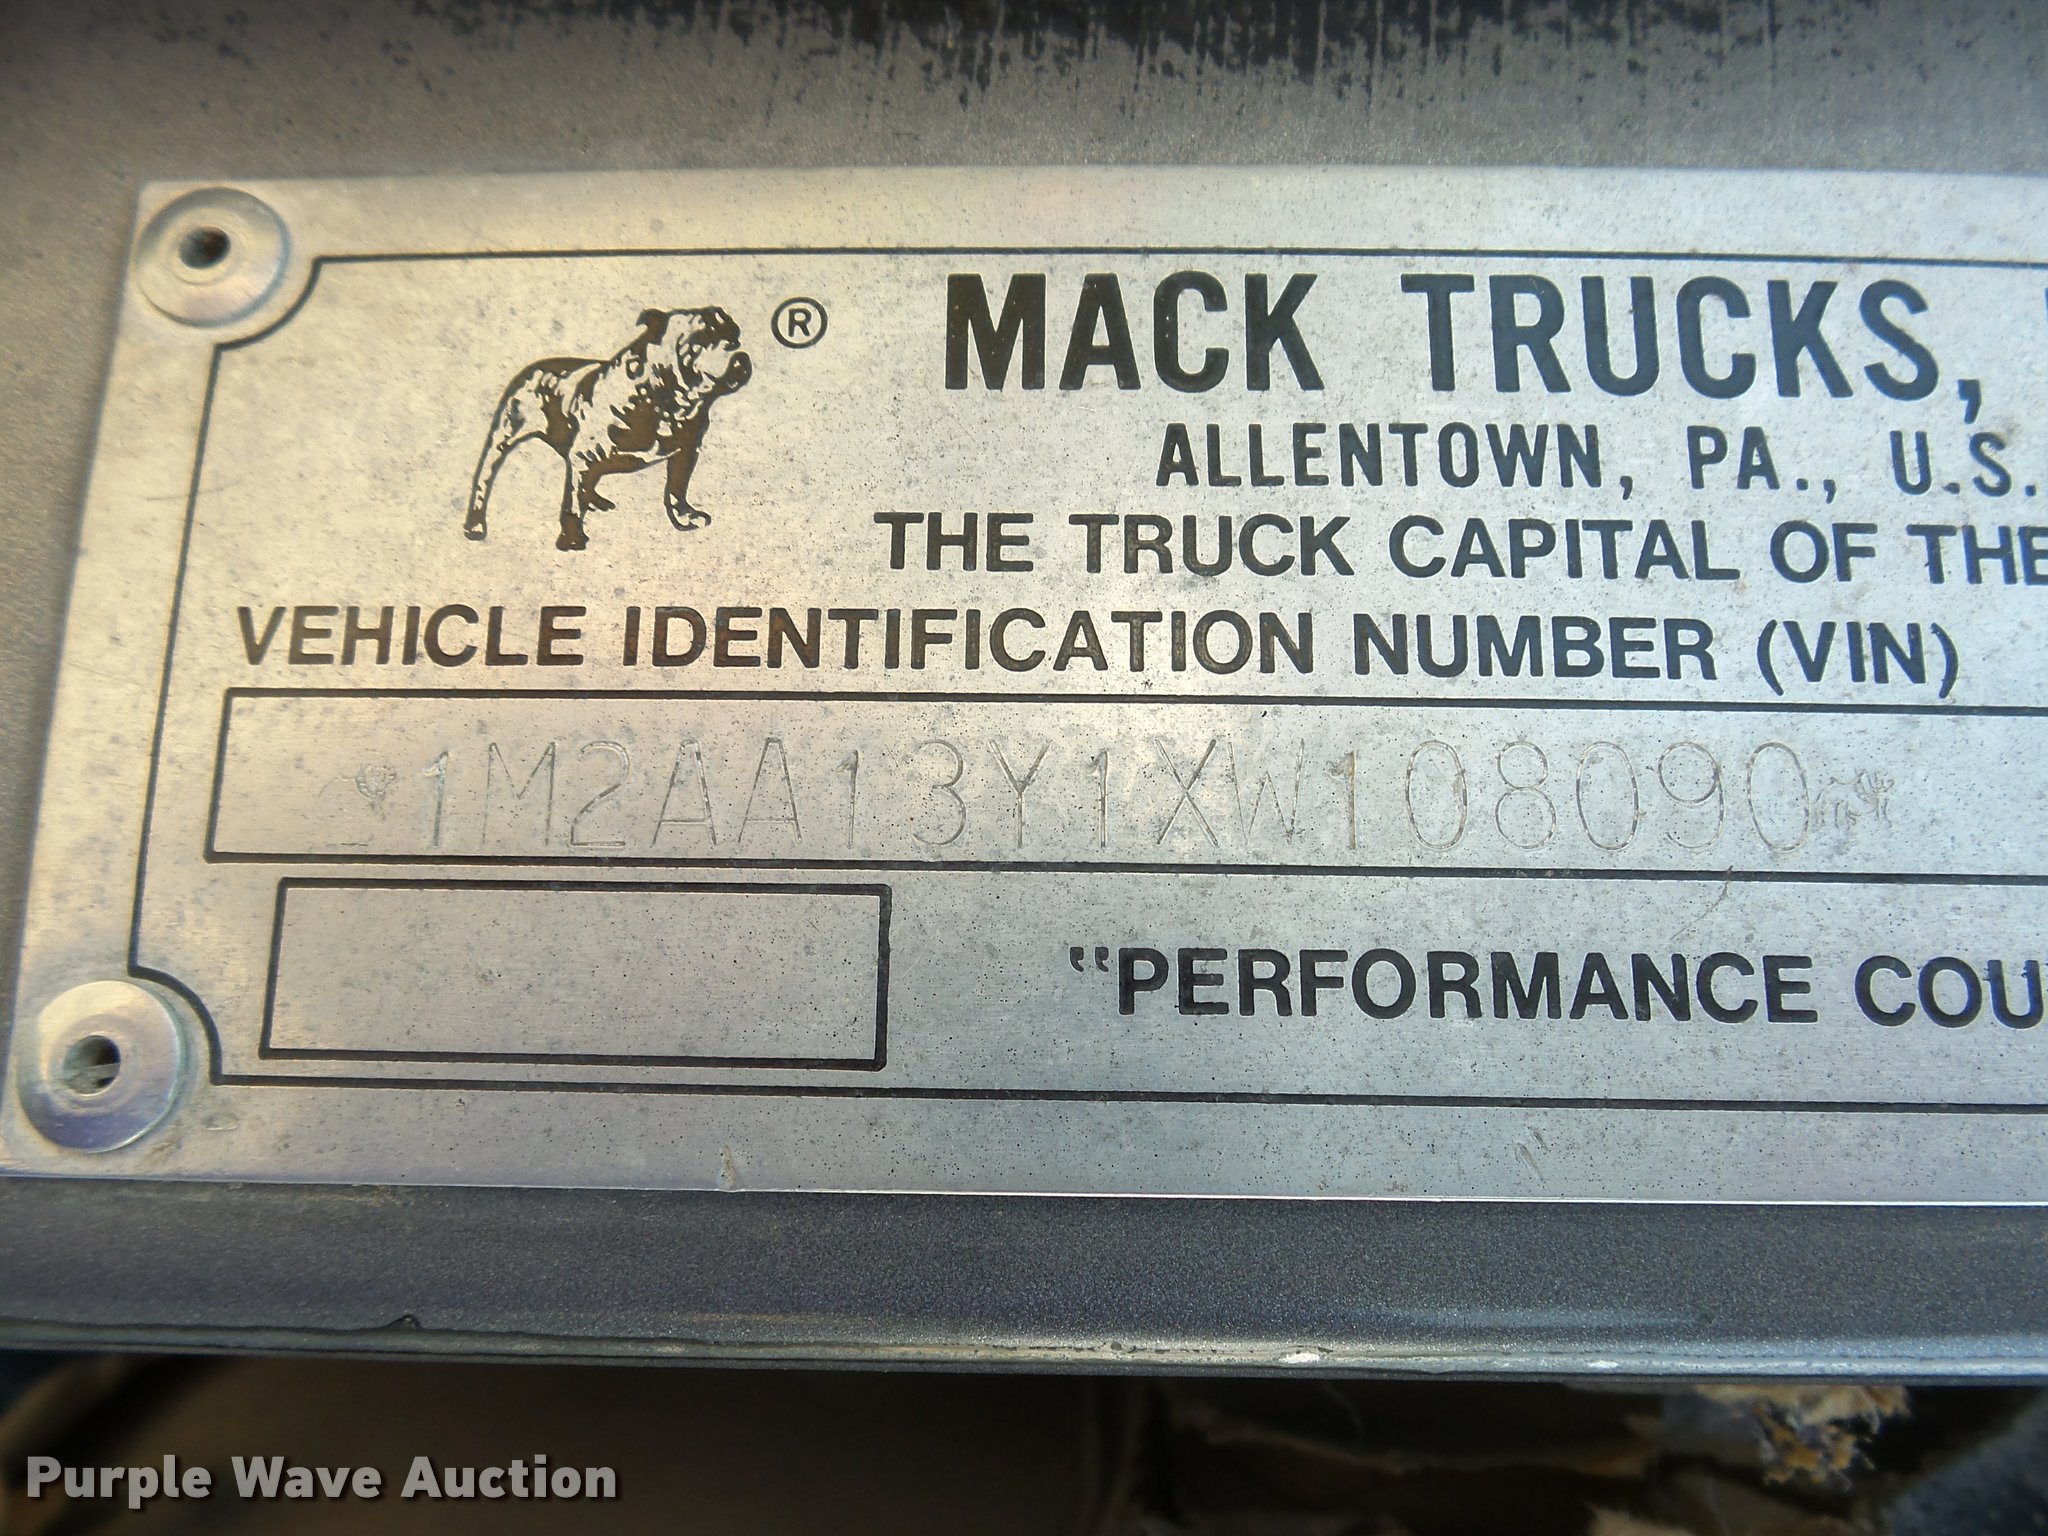 ®
MACK TRUCKS,
ALLENTOWN, PA., U.S.
THE TRUCK CAPITAL OF THE
VEHICLE IDENTIFICATION NUMBER (VIN)
1M2AA13Y1XW108090
"PERFORMANCE COU
Purple Wave Auction